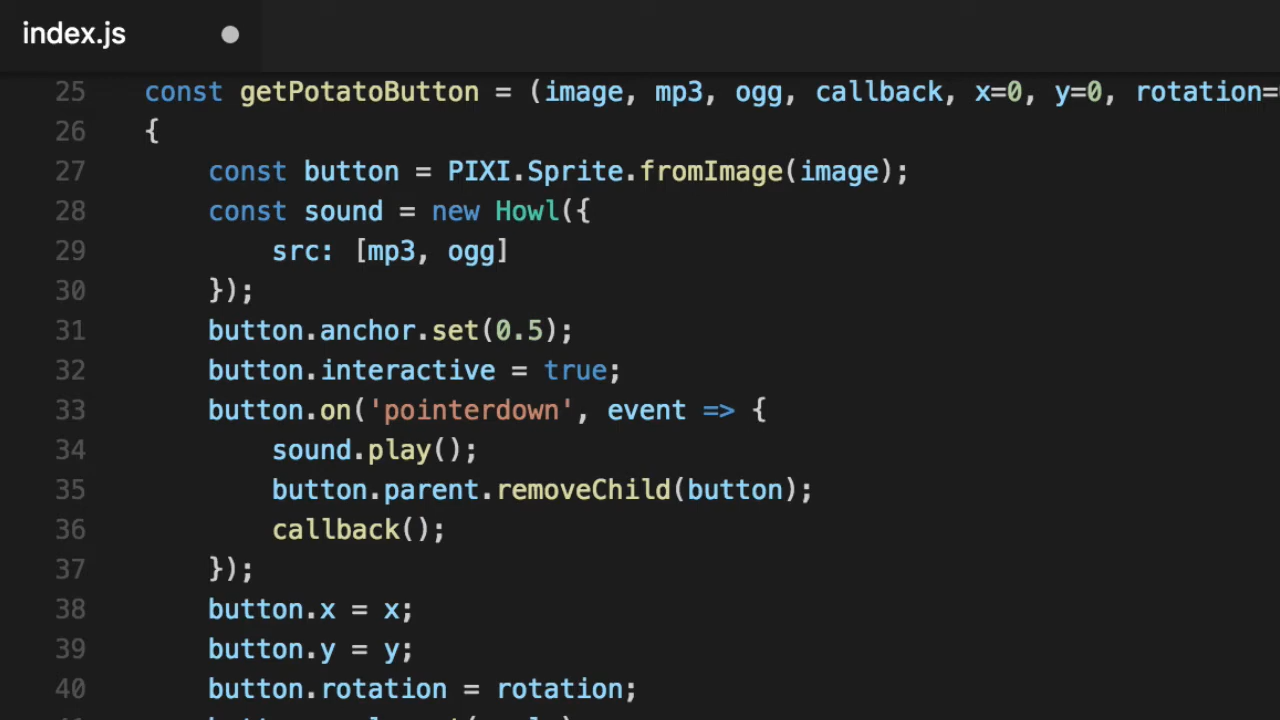 index.js
25 const getPotatoButton = (image, mp3, ogg, callback, x=0, y=0, rotation=
26 {
27 const button = PIXI.Sprite.fromImage(image);
28 const sound = new Howl({
29 src: [mp3, ogg]
30 });
31 button.anchor.set(0.5);
32 button.interactive = true;
33 button.on('pointerdown', event => {
34 sound.play();
35 button.parent.removeChild(button);
36 callback();
37 });
38 button.x = x;
39 button.y = y;
40 button.rotation = rotation;